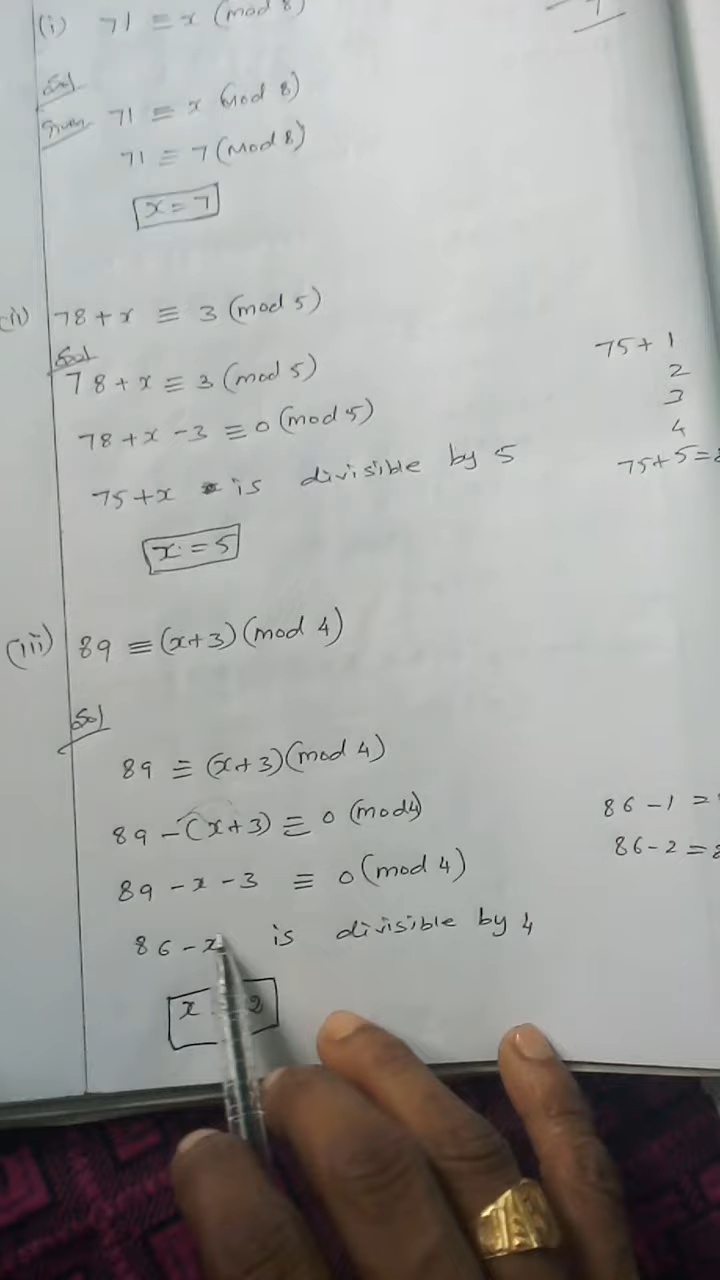 (i) 71 ≡ x (mod 8)
Sol
Given 71 ≡ x (mod 8)
71 ≡ 7 (mod 8)
x = 7
(ii) 78 + x ≡ 3 (mod 5)
Sol
78 + x ≡ 3 (mod 5)
78 + x - 3 ≡ 0 (mod 5)
75 + x is divisible by 5
x = 5
75 + 1
2
3
4
75 + 5 =
(iii) 89 ≡ (x+3) (mod 4)
Sol
89 ≡ (x+3) (mod 4)
89 - (x+3) ≡ 0 (mod 4)
89 - x - 3 ≡ 0 (mod 4)
86 - x is divisible by 4
x 2
86 - 1 =
86 - 2 =